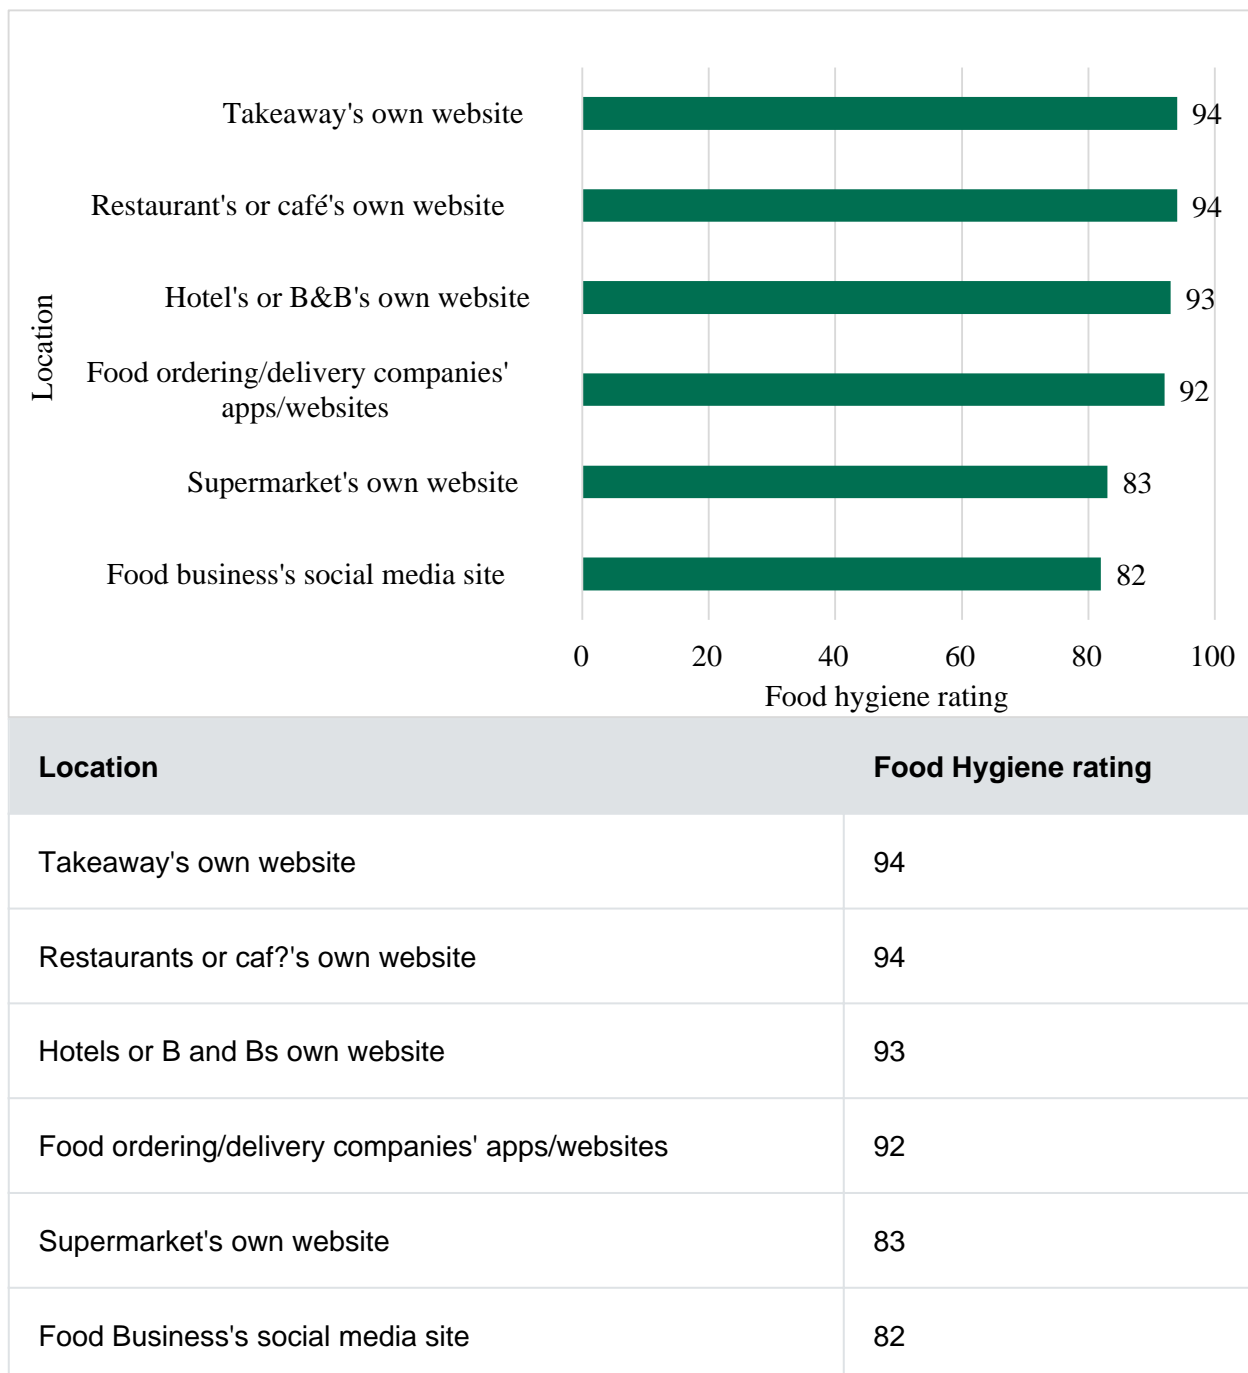 Takeaway's own website 94
Restaurant's or café's own website 94
Hotel's or B&B's own website 93
Food ordering/delivery companies'
apps/websites 92
Supermarket's own website 83
Food business's social media site 82
Location
0 20 40 60 80 100
Food hygiene rating
Location Food Hygiene rating
Takeaway's own website 94
Restaurants or caf?'s own website 94
Hotels or B and Bs own website 93
Food ordering/delivery companies' apps/websites 92
Supermarket's own website 83
Food Business's social media site 82